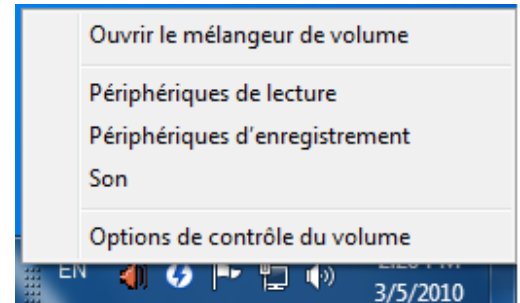 Ouvrir le mélangeur de volume
Périphériques de lecture
Périphériques d’enregistrement
Son
Options de contrôle du volume
EN
3/5/2010